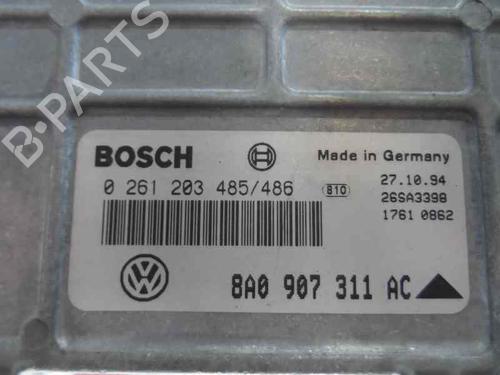 B-PARTS
BOSCH
Made in Germany
0 261 203 485/486
810
27.10.94
26SA3398
1761 0862
VW
8A0 907 311 AC